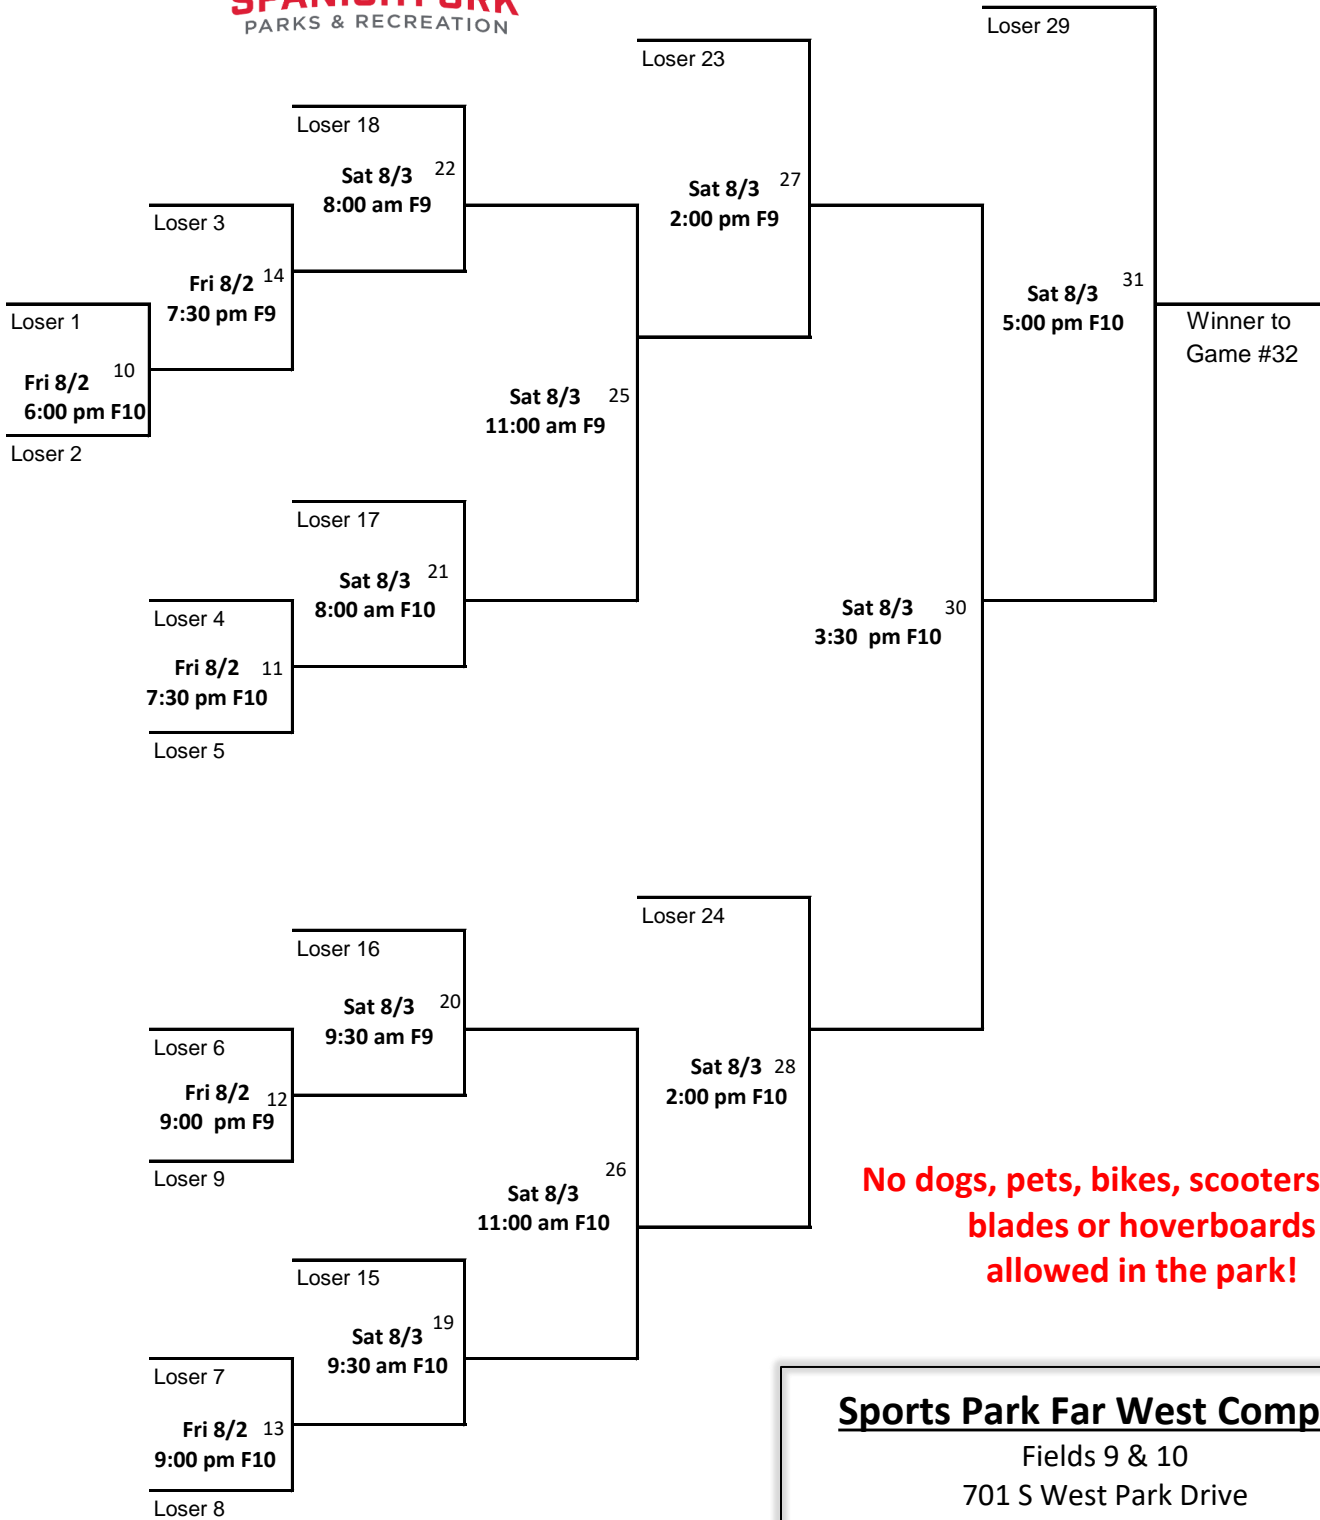 SPANISH FORK
PARKS & RECREATION
Loser 29
Loser 23
Loser 18
Sat 8/3 22
8:00 am F9
Sat 8/3 27
2:00 pm F9
Loser 3
Fri 8/2 14
7:30 pm F9
Sat 8/3 31
5:00 pm F10
Loser 1
Winner to
Game #32
Fri 8/2 10
6:00 pm F10
Loser 2
Sat 8/3 25
11:00 am F9
Loser 17
Sat 8/3 21
8:00 am F10
Loser 4
Sat 8/3 30
3:30 pm F10
Fri 8/2 11
7:30 pm F10
Loser 5
Loser 24
Loser 16
Sat 8/3 20
9:30 am F9
Loser 6
Sat 8/3 28
2:00 pm F10
Fri 8/2 12
9:00 pm F9
Loser 9
Sat 8/3 26
11:00 am F10
No dogs, pets, bikes, scooters
blades or hoverboards
allowed in the park!
Loser 15
Sat 8/3 19
9:30 am F10
Loser 7
Fri 8/2 13
9:00 pm F10
Loser 8
Sports Park Far West Comp
Fields 9 & 10
701 S West Park Drive